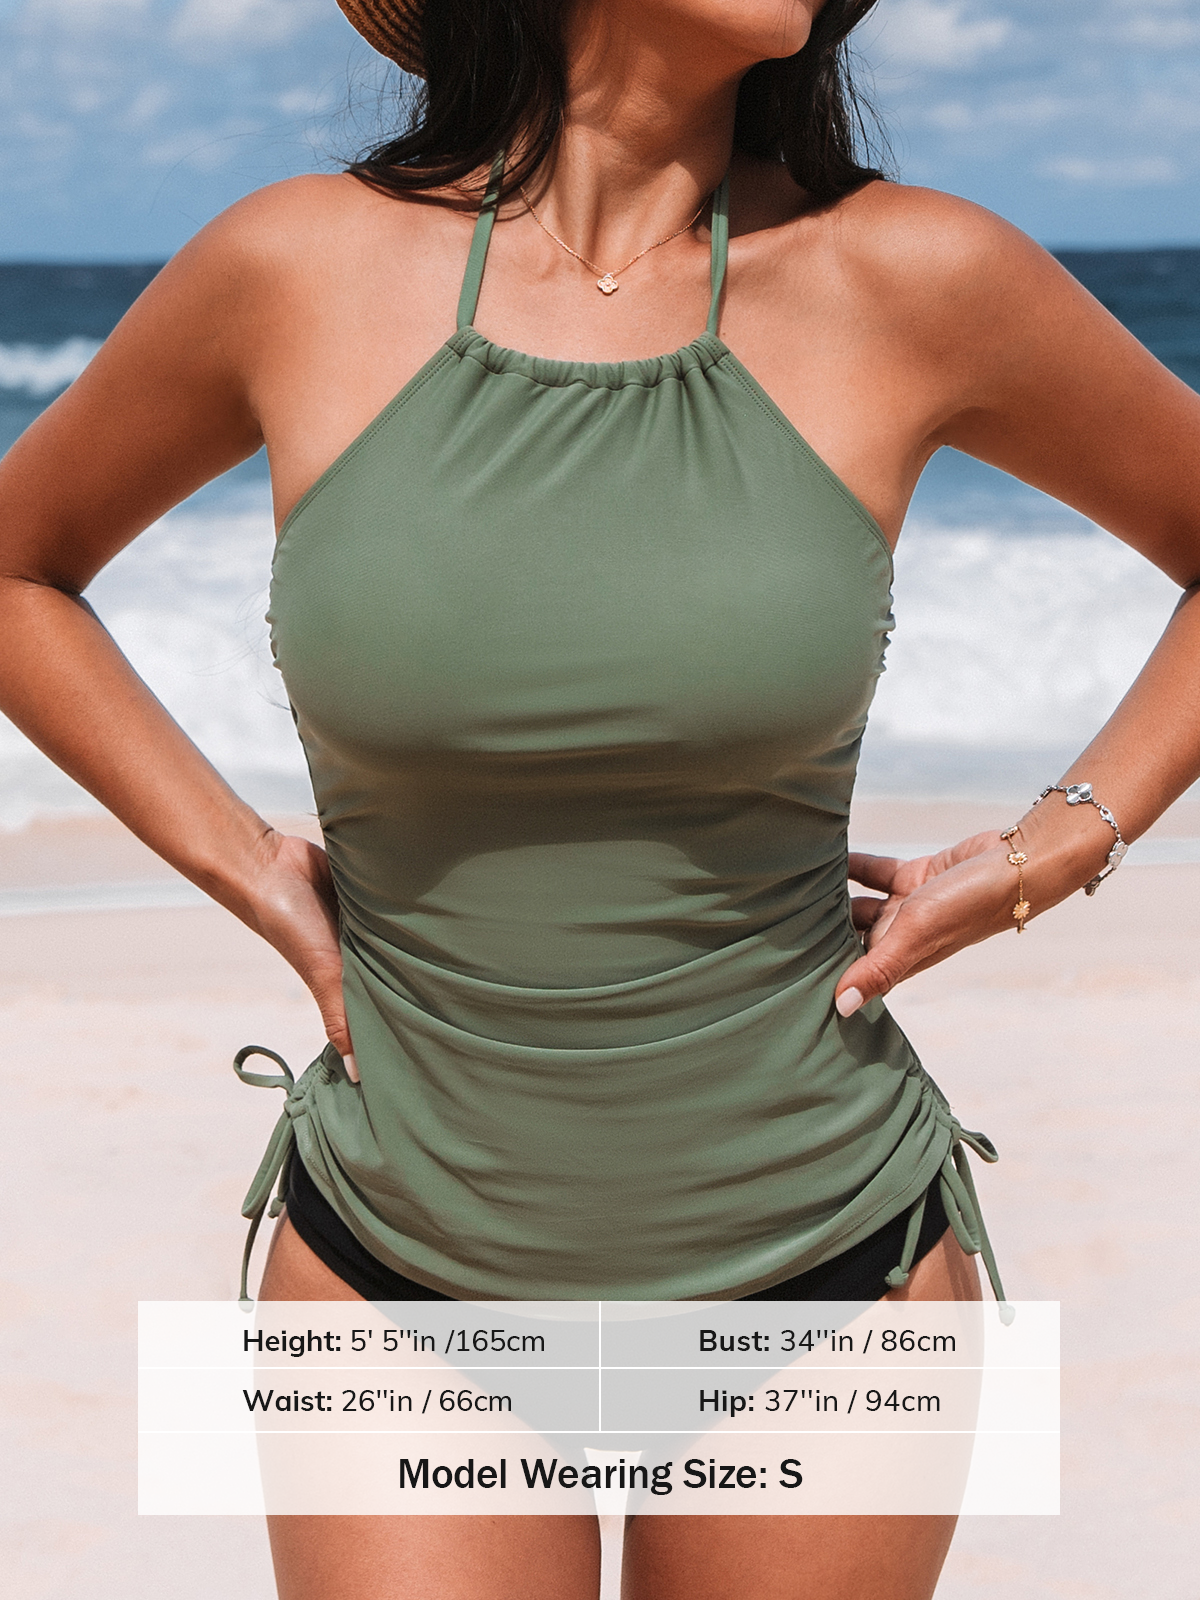 Height: 5' 5''in /165cm
Bust: 34''in / 86cm
Waist: 26''in / 66cm
Hip: 37''in / 94cm
Model Wearing Size: S